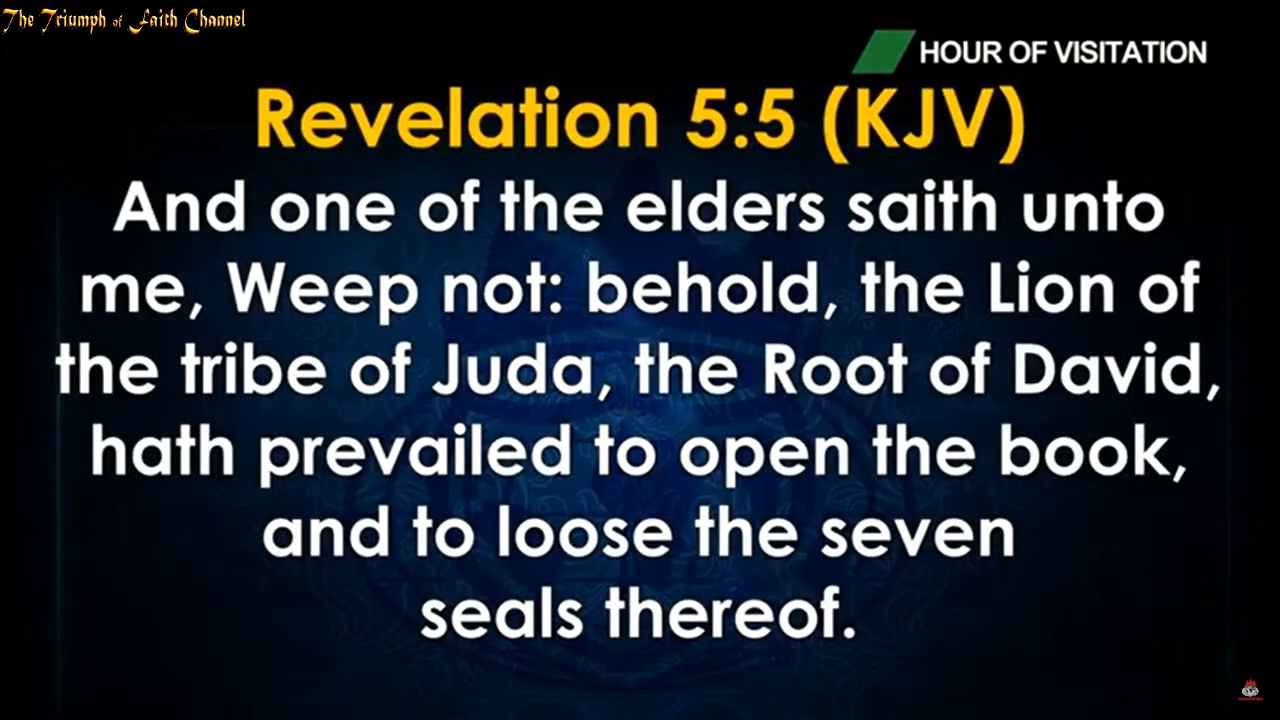 The Triumph of Faith Channel
HOUR OF VISITATION
Revelation 5:5 (KJV)
And one of the elders saith unto
me, Weep not: behold, the Lion of
the tribe of Juda, the Root of David,
hath prevailed to open the book,
and to loose the seven
seals thereof.